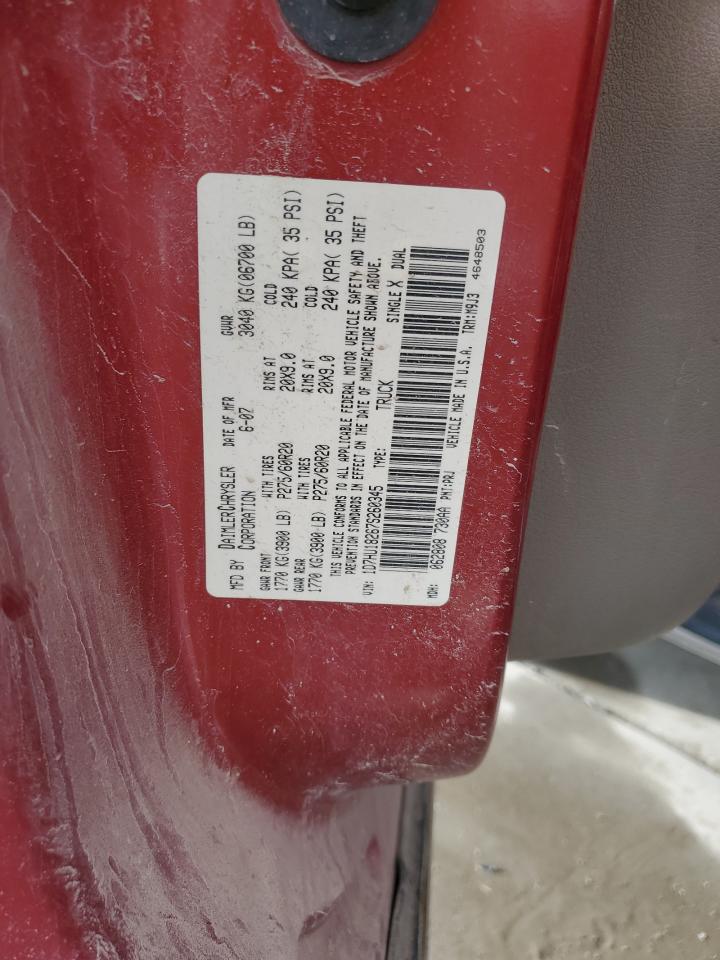 MFD BY DAIMLERCHRYSLER CORPORATION DATE OF MFR 6-07 GVWR 3040 KG(06700 LB)
GAWR FRONT WITH TIRES RIMS AT COLD
1770 KG(3900 LB) P275/60R20 20X9.0 240 KPA( 35 PSI)
GAWR REAR WITH TIRES RIMS AT COLD
1770 KG(3900 LB) P275/60R20 20X9.0 240 KPA( 35 PSI)
THIS VEHICLE CONFORMS TO ALL APPLICABLE FEDERAL MOTOR VEHICLE SAFETY AND THEFT
PREVENTION STANDARDS IN EFFECT ON THE DATE OF MANUFACTURE SHOWN ABOVE.
VIN: 1D7HU18267S260345 TYPE: TRUCK SINGLE X DUAL
MDH: 062808 730AA PNT:PRJ VEHICLE MADE IN U.S.A. TRM:M9J3 4648503